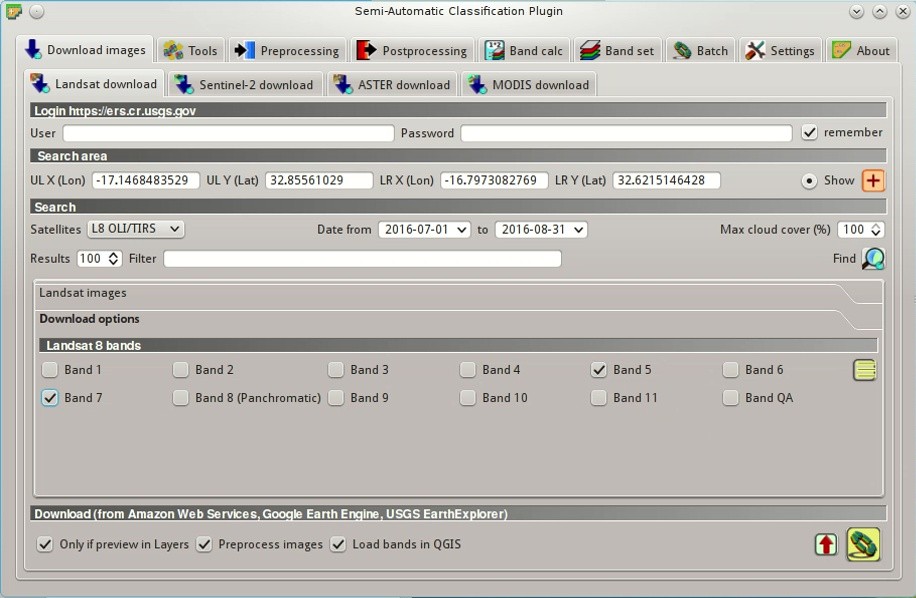 Semi-Automatic Classification Plugin
Download images Tools Preprocessing Postprocessing Band calc Band set Batch Settings About
Landsat download Sentinel-2 download ASTER download MODIS download
Login https://ers.cr.usgs.gov
User Password remember
Search area
UL X (Lon) -17.1468483529 UL Y (Lat) 32.85561029 LR X (Lon) -16.7973082769 LR Y (Lat) 32.6215146428 Show
Search
Satellites L8 OLI/TIRS Date from 2016-07-01 to 2016-08-31 Max cloud cover (%) 100
Results 100 Filter Find
Landsat images
Download options
Landsat 8 bands
Band 1 Band 2 Band 3 Band 4 Band 5 Band 6
Band 7 Band 8 (Panchromatic) Band 9 Band 10 Band 11 Band QA
Download (from Amazon Web Services, Google Earth Engine, USGS EarthExplorer)
Only if preview in Layers Preprocess images Load bands in QGIS